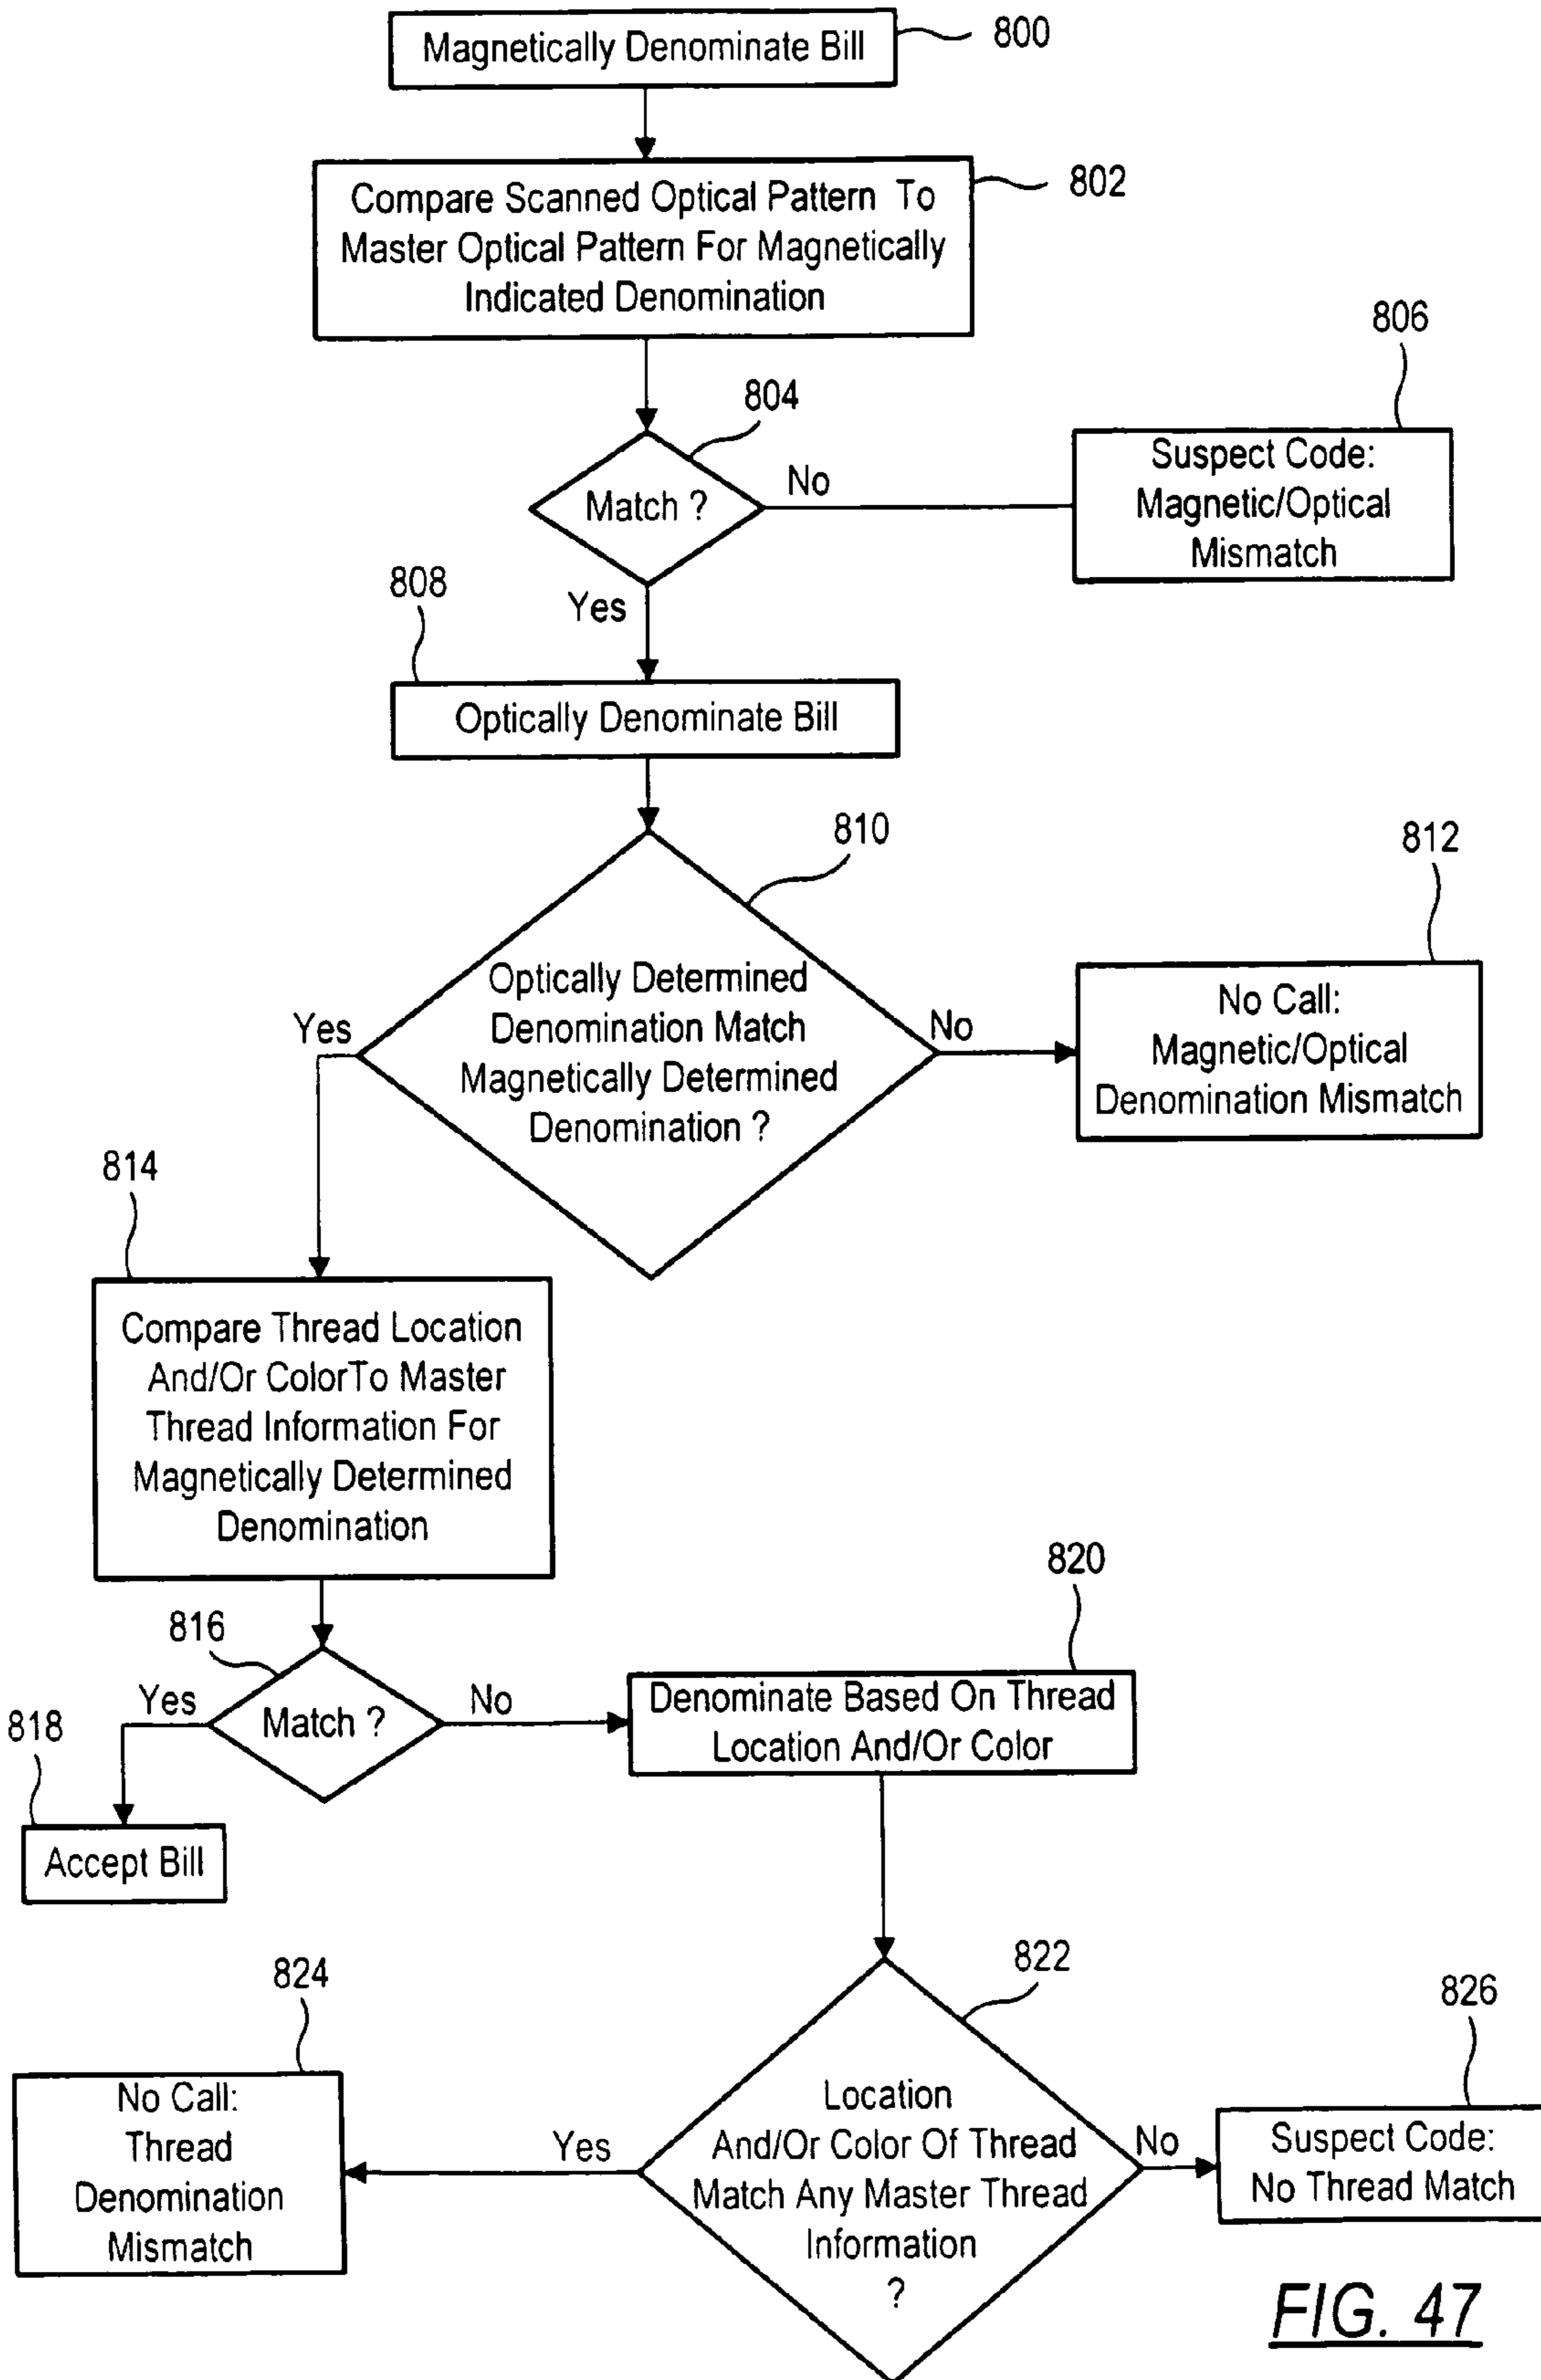 Magnetically Denominate Bill
800
Compare Scanned Optical Pattern To
Master Optical Pattern For Magnetically
Indicated Denomination
802
804
Match ?
No
806
Suspect Code:
Magnetic/Optical
Mismatch
Yes
808
Optically Denominate Bill
810
Optically Determined
Denomination Match
Magnetically Determined
Denomination ?
Yes
No
812
No Call:
Magnetic/Optical
Denomination Mismatch
814
Compare Thread Location
And/Or ColorTo Master
Thread Information For
Magnetically Determined
Denomination
816
Match ?
Yes
No
818
Accept Bill
820
Denominate Based On Thread
Location And/Or Color
822
Location
And/Or Color Of Thread
Match Any Master Thread
Information
?
Yes
No
824
No Call:
Thread
Denomination
Mismatch
826
Suspect Code:
No Thread Match
FIG. 47